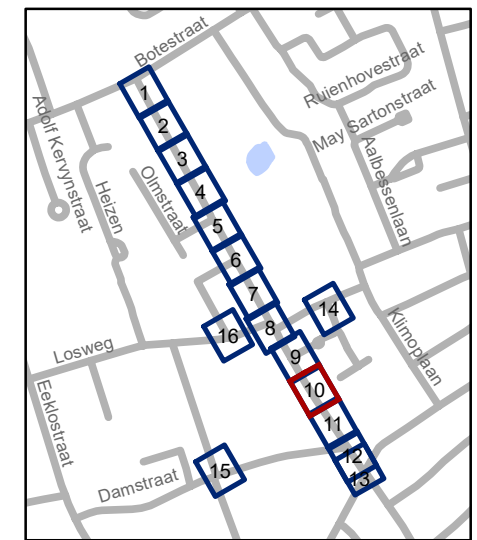 Botestraat
Ruienhovestraat
May Sartonstraat
Adolf Kervynstraat
Heizen
Olmstraat
Aalbessenlaan
1
2
3
4
5
6
7
8
14
16
9
Losweg
Klimoplaan
10
Eeklostraat
11
12
15
13
Damstraat